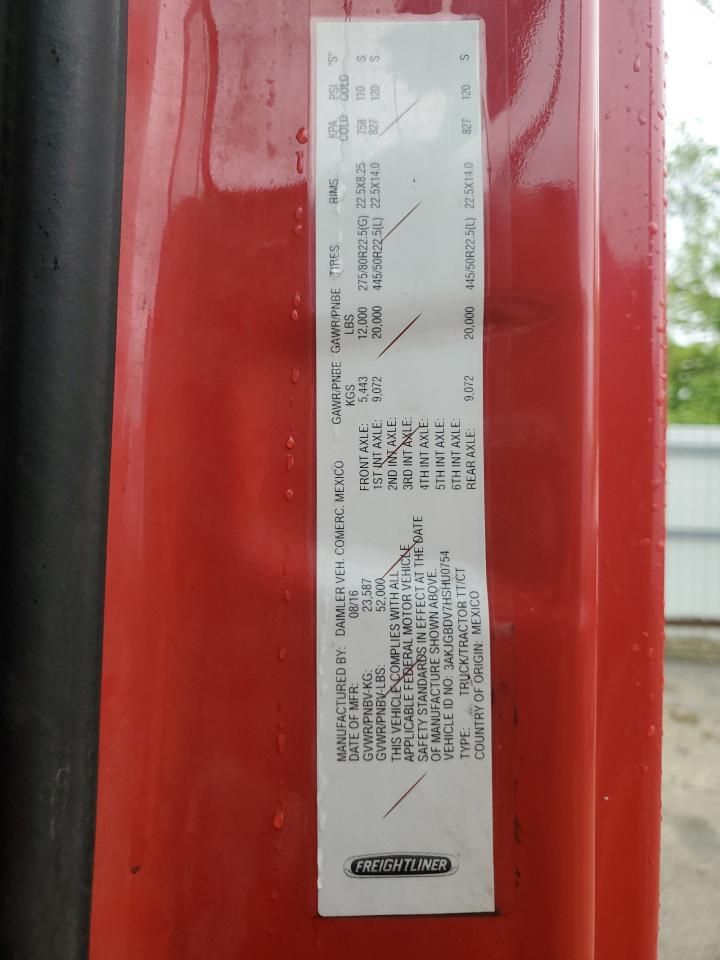 FREIGHTLINER
MANUFACTURED BY: DAIMLER VEH. COMERC. MEXICO
DATE OF MFR: 08/16
GVWR/PNBV-KG: 23,587
GVWR/PNBV-LBS: 52,000
THIS VEHICLE COMPLIES WITH ALL
APPLICABLE FEDERAL MOTOR VEHICLE
SAFETY STANDARDS IN EFFECT AT THE DATE
OF MANUFACTURE SHOWN ABOVE.
VEHICLE ID NO: 3AKJGBDV7HSHU0754
TYPE: TRUCK/TRACTOR TT/CT
COUNTRY OF ORIGIN: MEXICO
GAWR/PNBE GAWR/PNBE TIRES RIMS KPA PSI "S"
KGS LBS COLD COLD
FRONT AXLE: 5,443 12,000 275/80R22.5(G) 22.5X8.25 758 110 S
1ST INT AXLE: 9,072 20,000 445/50R22.5(L) 22.5X14.0 827 120 S
2ND INT AXLE:
3RD INT AXLE:
4TH INT AXLE:
5TH INT AXLE:
6TH INT AXLE:
REAR AXLE: 9,072 20,000 445/50R22.5(L) 22.5X14.0 827 120 S